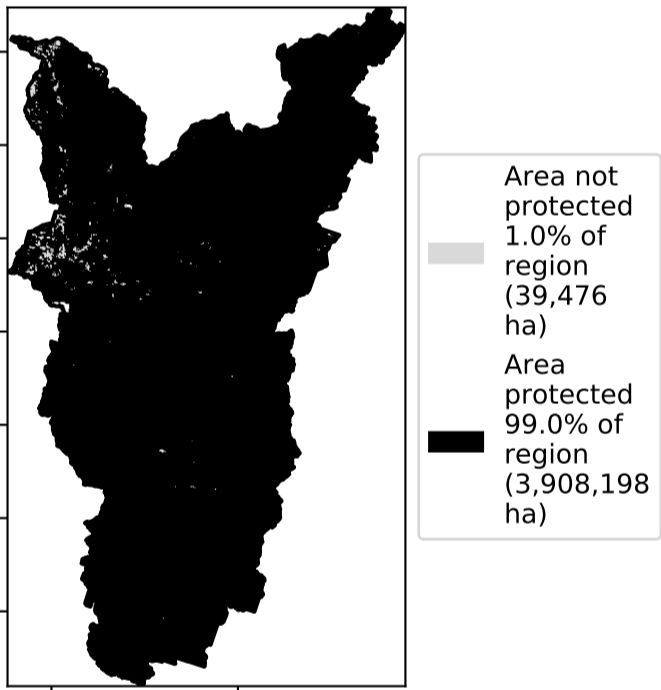 Area not
protected
1.0% of
region
(39,476
ha)
Area
protected
99.0% of
region
(3,908,198
ha)